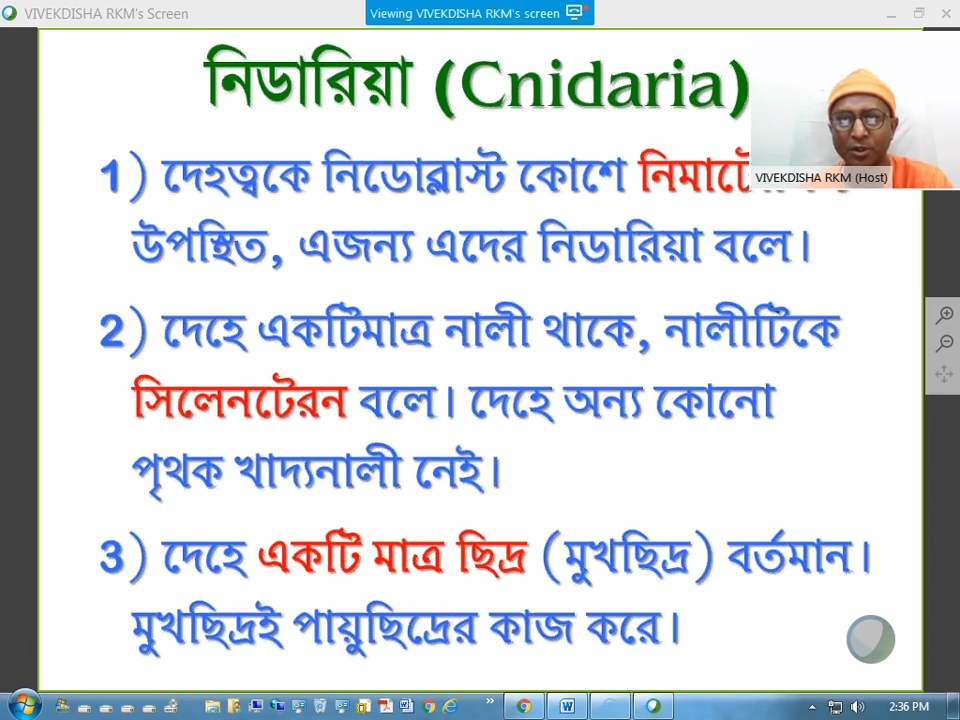 VIVEKDISHA RKM's Screen
Viewing VIVEKDISHA RKM's screen
নিডারিয়া (Cnidaria)
1) দেহত্বকে নিডোব্লাস্ট কোশে
উপস্থিত, এজন্য এদের নিডারিয়া বলে।
2) দেহে একটিমাত্র নালী থাকে, নালীটিকে
সিলেনটেরন বলে। দেহে অন্য কোনো
পৃথক খাদ্যনালী নেই।
3) দেহে একটি মাত্র ছিদ্র (মুখছিদ্র) বর্তমান।
মুখছিদ্রই পায়ুছিদ্রের কাজ করে।
VIVEKDISHA RKM (Host)
2:36 PM